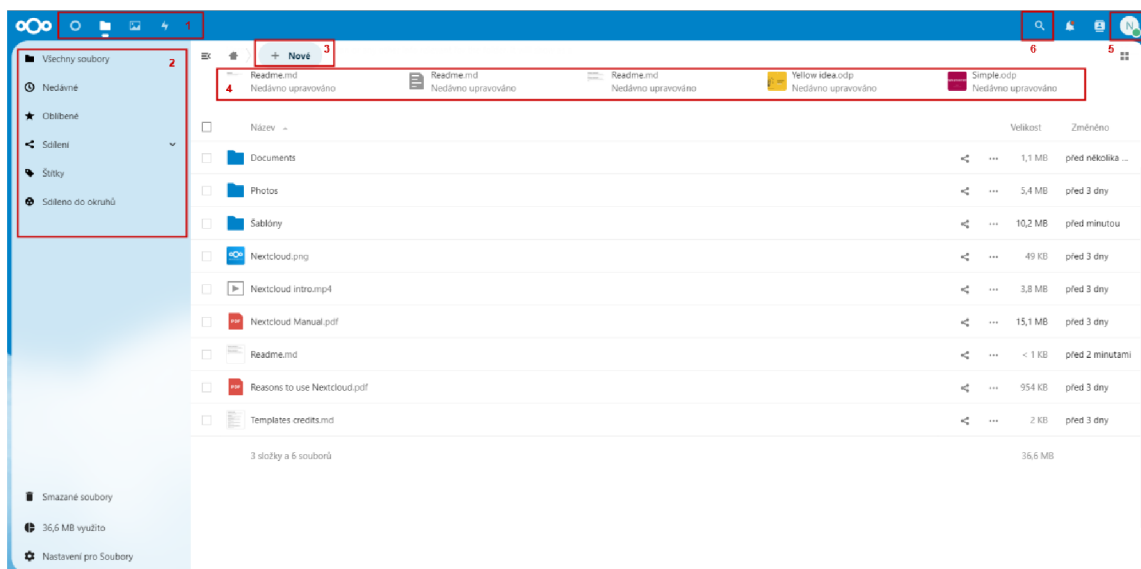 1
N
5
6
Všechny soubory
2
Nedávné
Oblíbené
Sdílení
Štítky
Sdíleno do okruhů
Smazané soubory
36,6 MB využito
Nastavení pro Soubory
+ Nové
3
4
Readme.md
Nedávno upravováno
Readme.md
Nedávno upravováno
Readme.md
Nedávno upravováno
Yellow idea.odp
Nedávno upravováno
Simple.odp
Nedávno upravováno
Název Velikost Změněno
Documents 1,1 MB před několika ...
Photos 5,4 MB před 3 dny
Šablóny 10,2 MB před minutou
Nextcloud.png 49 KB před 3 dny
Nextcloud intro.mp4 3,8 MB před 3 dny
PDF Nextcloud Manual.pdf 15,1 MB před 3 dny
Readme.md < 1 KB před 2 minutami
PDF Reasons to use Nextcloud.pdf 954 KB před 3 dny
Templates credits.md 2 KB před 3 dny
3 složky a 6 souborů 36,6 MB